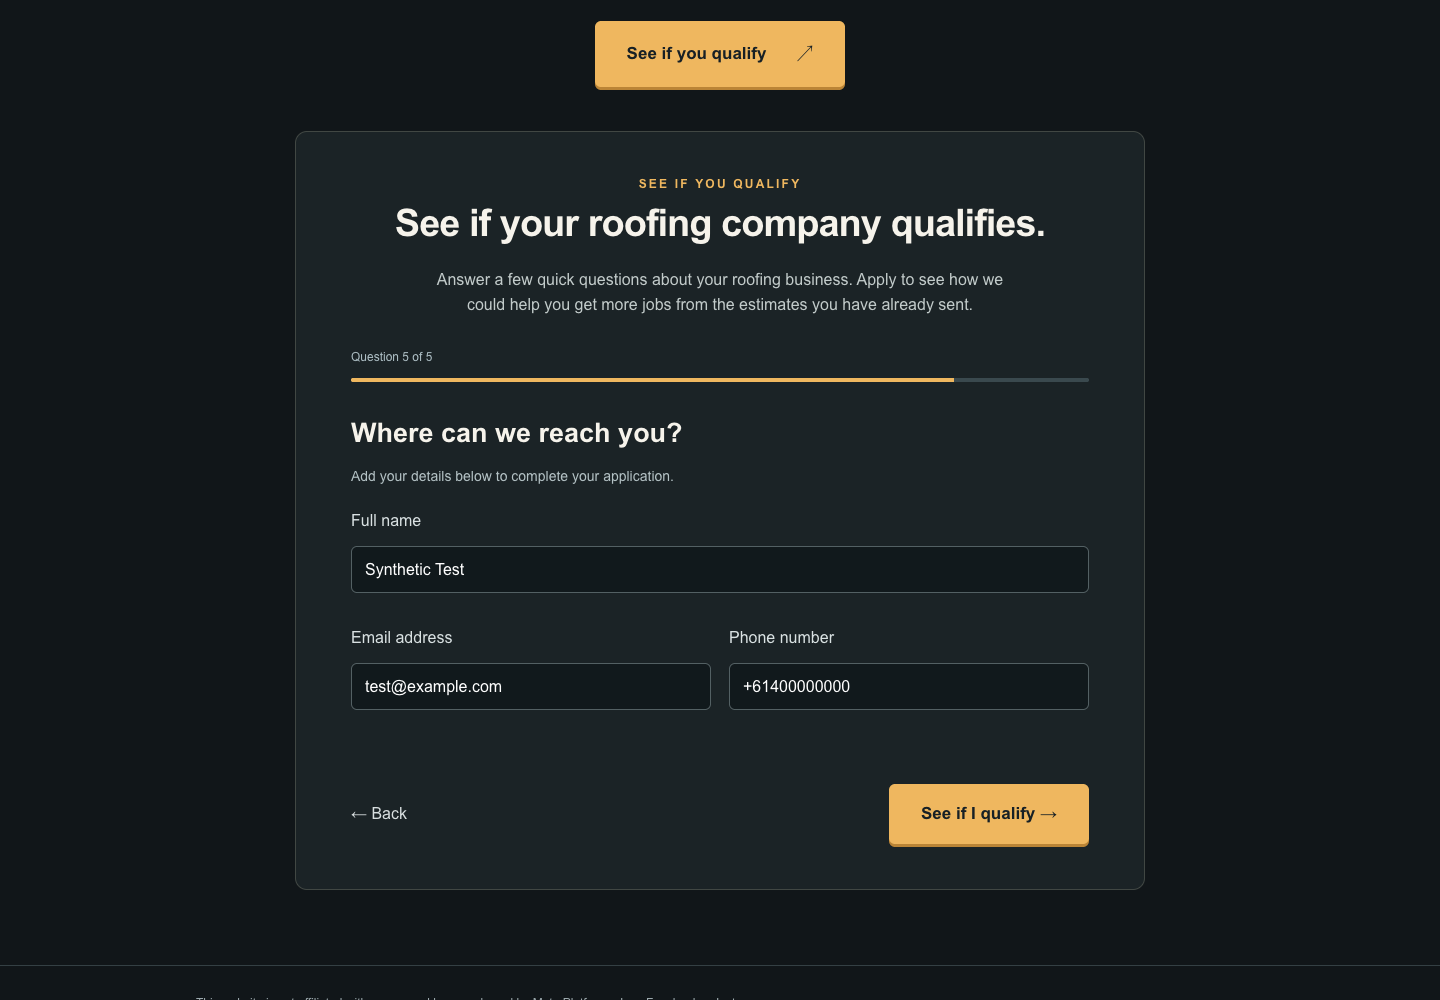 See if you qualify ↗
SEE IF YOU QUALIFY
See if your roofing company qualifies.
Answer a few quick questions about your roofing business. Apply to see how we
could help you get more jobs from the estimates you have already sent.
Question 5 of 5
Where can we reach you?
Add your details below to complete your application.
Full name
Synthetic Test
Email address
Phone number
test@example.com
+61400000000
← Back
See if I qualify →